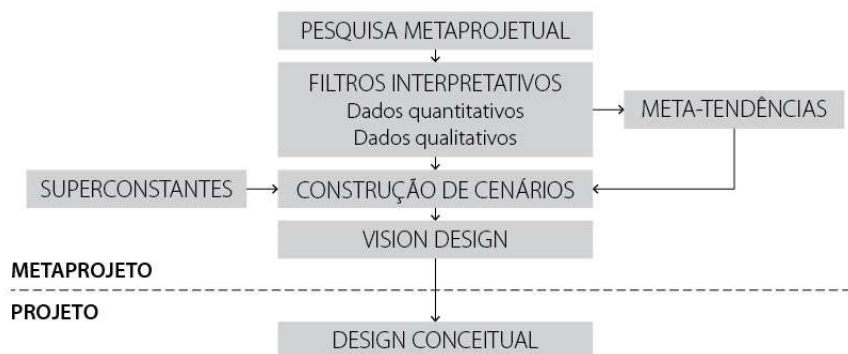 PESQUISA METAPROJETUAL
FILTROS INTERPRETATIVOS
Dados quantitativos
Dados qualitativos
META-TENDÊNCIAS
SUPERCONSTANTES
CONSTRUÇÃO DE CENÁRIOS
VISION DESIGN
METAPROJETO
PROJETO
DESIGN CONCEITUAL